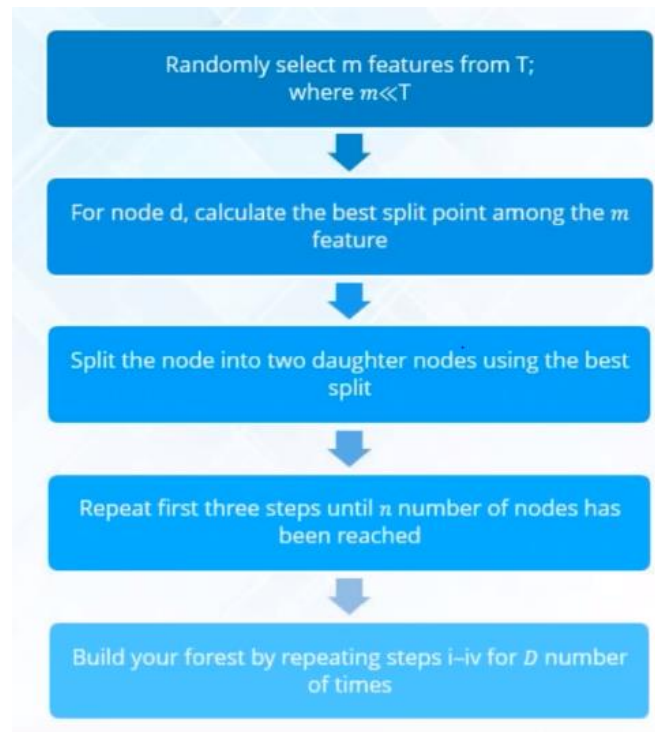 Randomly select m features from T;
where m≪T
For node d, calculate the best split point among the m
feature
Split the node into two daughter nodes using the best
split
Repeat first three steps until n number of nodes has
been reached
Build your forest by repeating steps i–iv for D number
of times